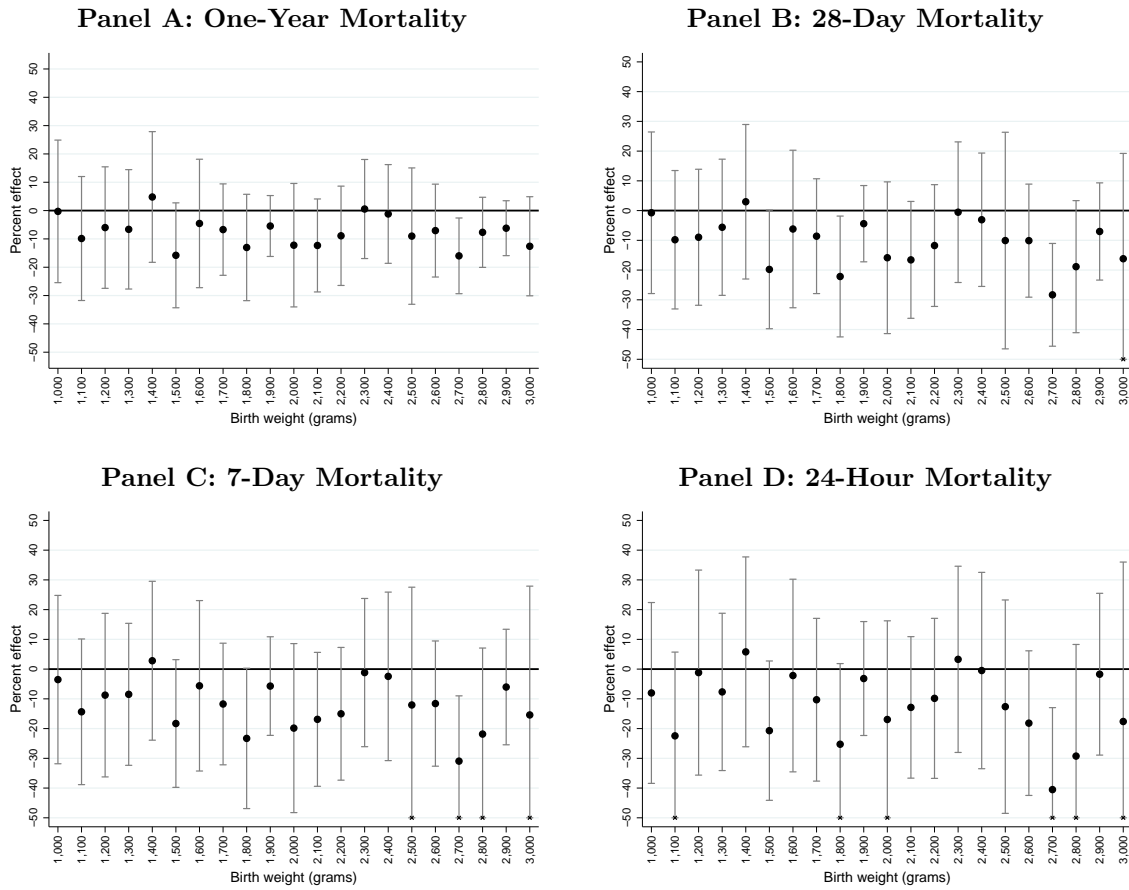 Panel A: One-Year Mortality
Percent effect
50
40
30
20
10
0
−10
−20
−30
−40
−50
1,000 1,100 1,200 1,300 1,400 1,500 1,600 1,700 1,800 1,900 2,000 2,100 2,200 2,300 2,400 2,500 2,600 2,700 2,800 2,900 3,000
Birth weight (grams)
Panel B: 28-Day Mortality
Percent effect
50
40
30
20
10
0
−10
−20
−30
−40
−50
1,000 1,100 1,200 1,300 1,400 1,500 1,600 1,700 1,800 1,900 2,000 2,100 2,200 2,300 2,400 2,500 2,600 2,700 2,800 2,900 3,000
Birth weight (grams)
Panel C: 7-Day Mortality
Percent effect
50
40
30
20
10
0
−10
−20
−30
−40
−50
1,000 1,100 1,200 1,300 1,400 1,500 1,600 1,700 1,800 1,900 2,000 2,100 2,200 2,300 2,400 2,500 2,600 2,700 2,800 2,900 3,000
Birth weight (grams)
Panel D: 24-Hour Mortality
Percent effect
50
40
30
20
10
0
−10
−20
−30
−40
−50
1,000 1,100 1,200 1,300 1,400 1,500 1,600 1,700 1,800 1,900 2,000 2,100 2,200 2,300 2,400 2,500 2,600 2,700 2,800 2,900 3,000
Birth weight (grams)